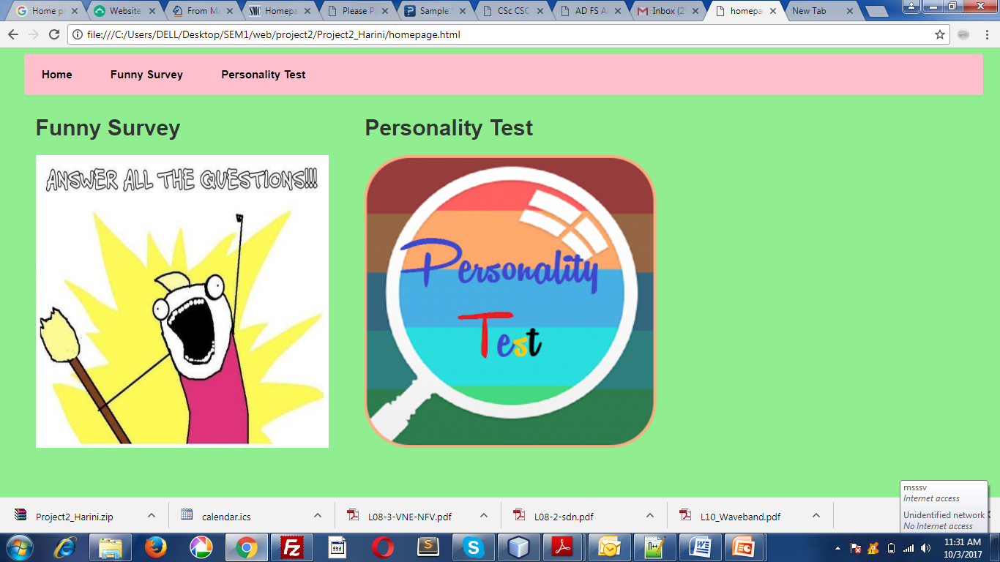 Home pa
Website
From Ma
SMC Homepa
Please P
Sample
CSc CSC
AD FS A
Inbox (2
homepa
New Tab
file:///C:/Users/DELL/Desktop/SEM1/web/project2/Project2_Harini/homepage.html
Home Funny Survey Personality Test
Funny Survey
Personality Test
ANSWER ALL THE QUESTIONS!!!
Personality
Test
msssv
Internet access
Unidentified network
No Internet access
Project2_Harini.zip
calendar.ics
L08-3-VNE-NFV.pdf
L08-2-sdn.pdf
L10_Waveband.pdf
11:31 AM
10/3/2017